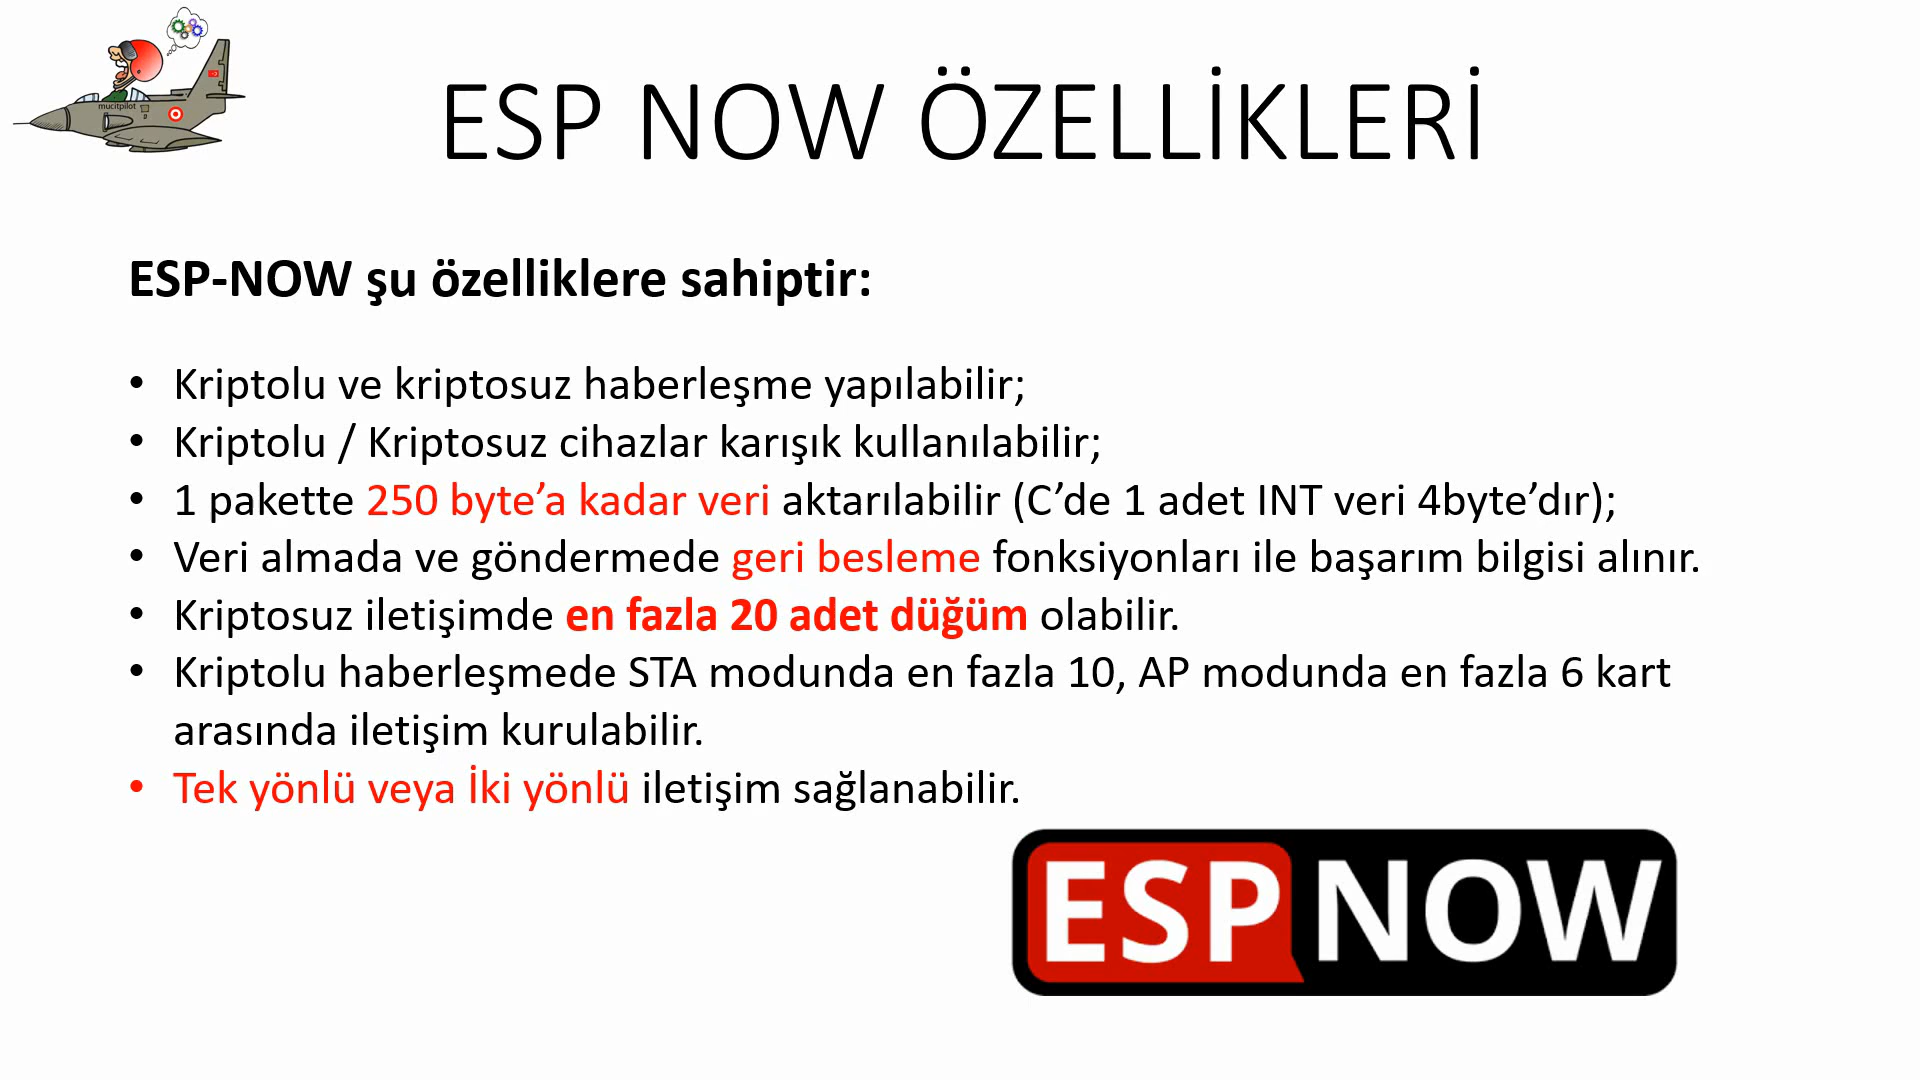 mucitpilot
ESP NOW ÖZELLİKLERİ
ESP-NOW şu özelliklere sahiptir:
• Kriptolu ve kriptosuz haberleşme yapılabilir;
• Kriptolu / Kriptosuz cihazlar karışık kullanılabilir;
• 1 pakette 250 byte’a kadar veri aktarılabilir (C’de 1 adet INT veri 4byte’dır);
• Veri almada ve göndermede geri besleme fonksiyonları ile başarım bilgisi alınır.
• Kriptosuz iletişimde en fazla 20 adet düğüm olabilir.
• Kriptolu haberleşmede STA modunda en fazla 10, AP modunda en fazla 6 kart
arasında iletişim kurulabilir.
• Tek yönlü veya İki yönlü iletişim sağlanabilir.
ESP NOW